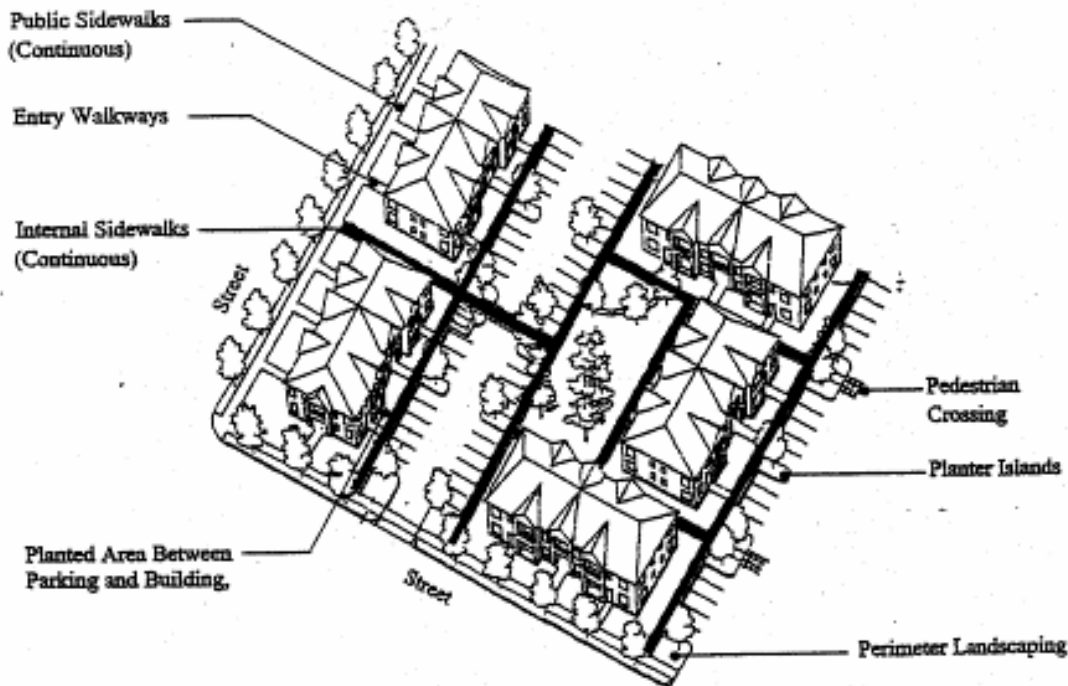 Public Sidewalks
(Continuous)
Entry Walkways
Internal Sidewalks
(Continuous)
Street
Pedestrian
Crossing
Planter Islands
Planted Area Between
Parking and Building,
Street
Perimeter Landscaping